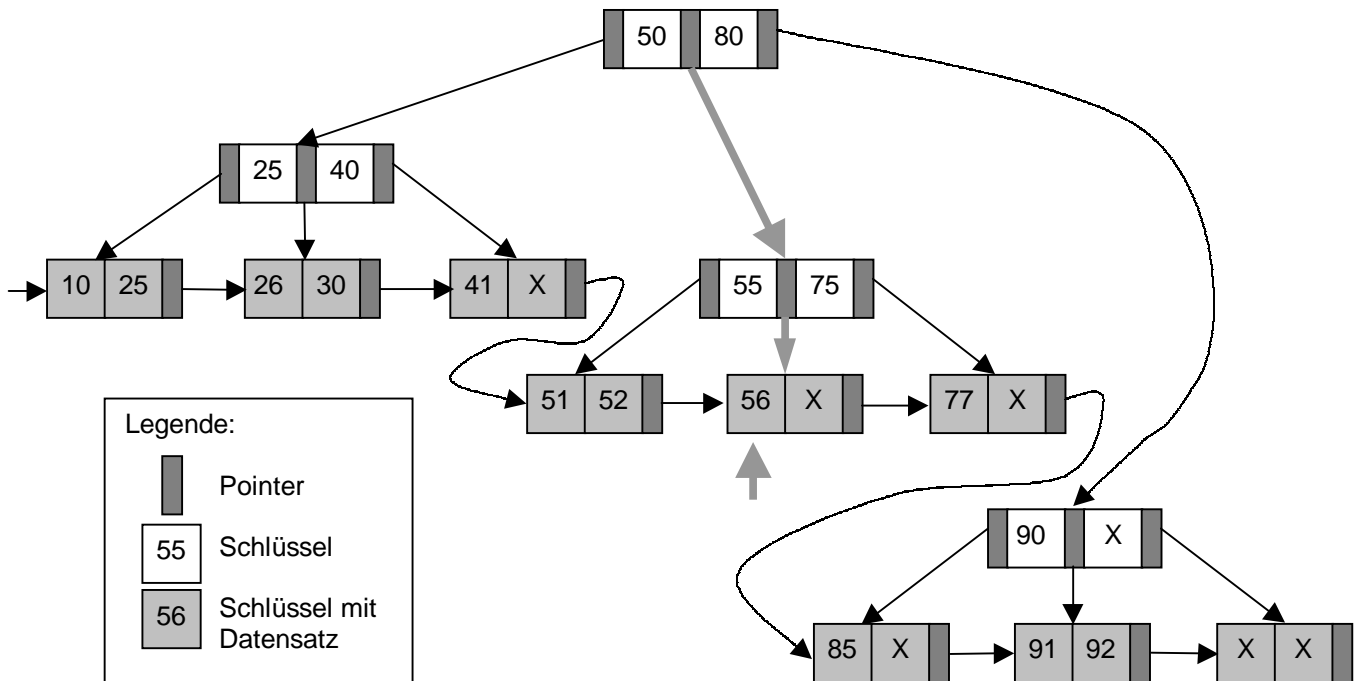 50 80
25 40
10 25 26 30 41 X
55 75
51 52 56 X 77 X
90 X
85 X 91 92 X X
Legende:
Pointer
55 Schlüssel
56 Schlüssel mit
Datensatz